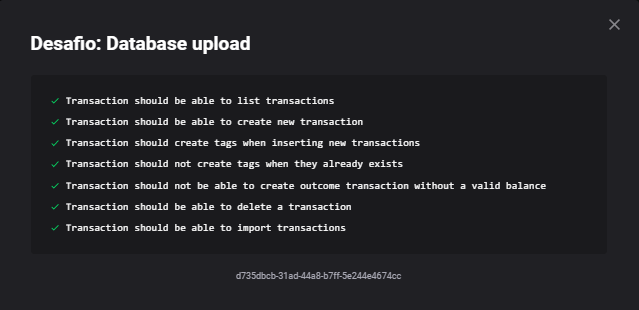 Desafio: Database upload
✓ Transaction should be able to list transactions
✓ Transaction should be able to create new transaction
✓ Transaction should create tags when inserting new transactions
✓ Transaction should not create tags when they already exists
✓ Transaction should not be able to create outcome transaction without a valid balance
✓ Transaction should be able to delete a transaction
✓ Transaction should be able to import transactions
d735dbcb-31ad-44a8-b7ff-5e244e4674cc